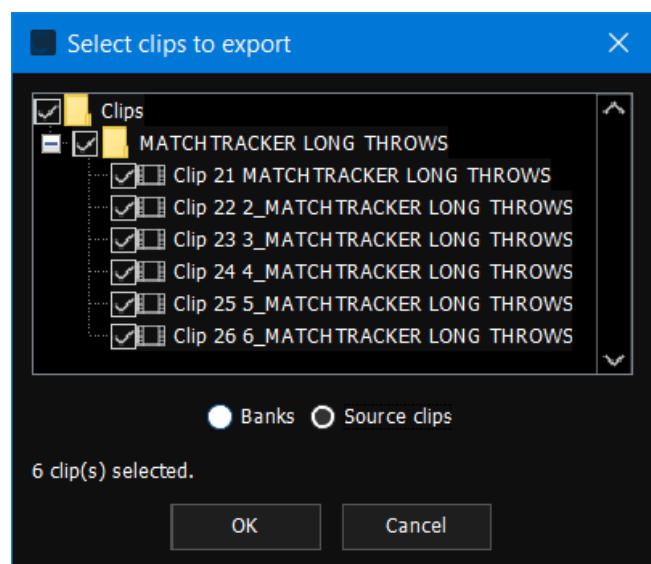 Select clips to export
Clips
MATCHTRACKER LONG THROWS
Clip 21 MATCHTRACKER LONG THROWS
Clip 22 2_MATCHTRACKER LONG THROWS
Clip 23 3_MATCHTRACKER LONG THROWS
Clip 24 4_MATCHTRACKER LONG THROWS
Clip 25 5_MATCHTRACKER LONG THROWS
Clip 26 6_MATCHTRACKER LONG THROWS
Banks Source clips
6 clip(s) selected.
OK Cancel